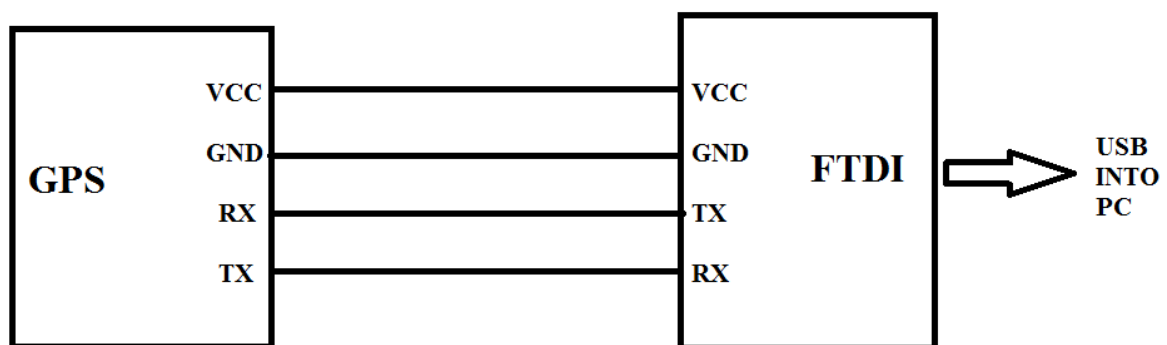 VCC
GND
GPS
RX
TX
VCC
GND
FTDI
TX
RX
USB
INTO
PC